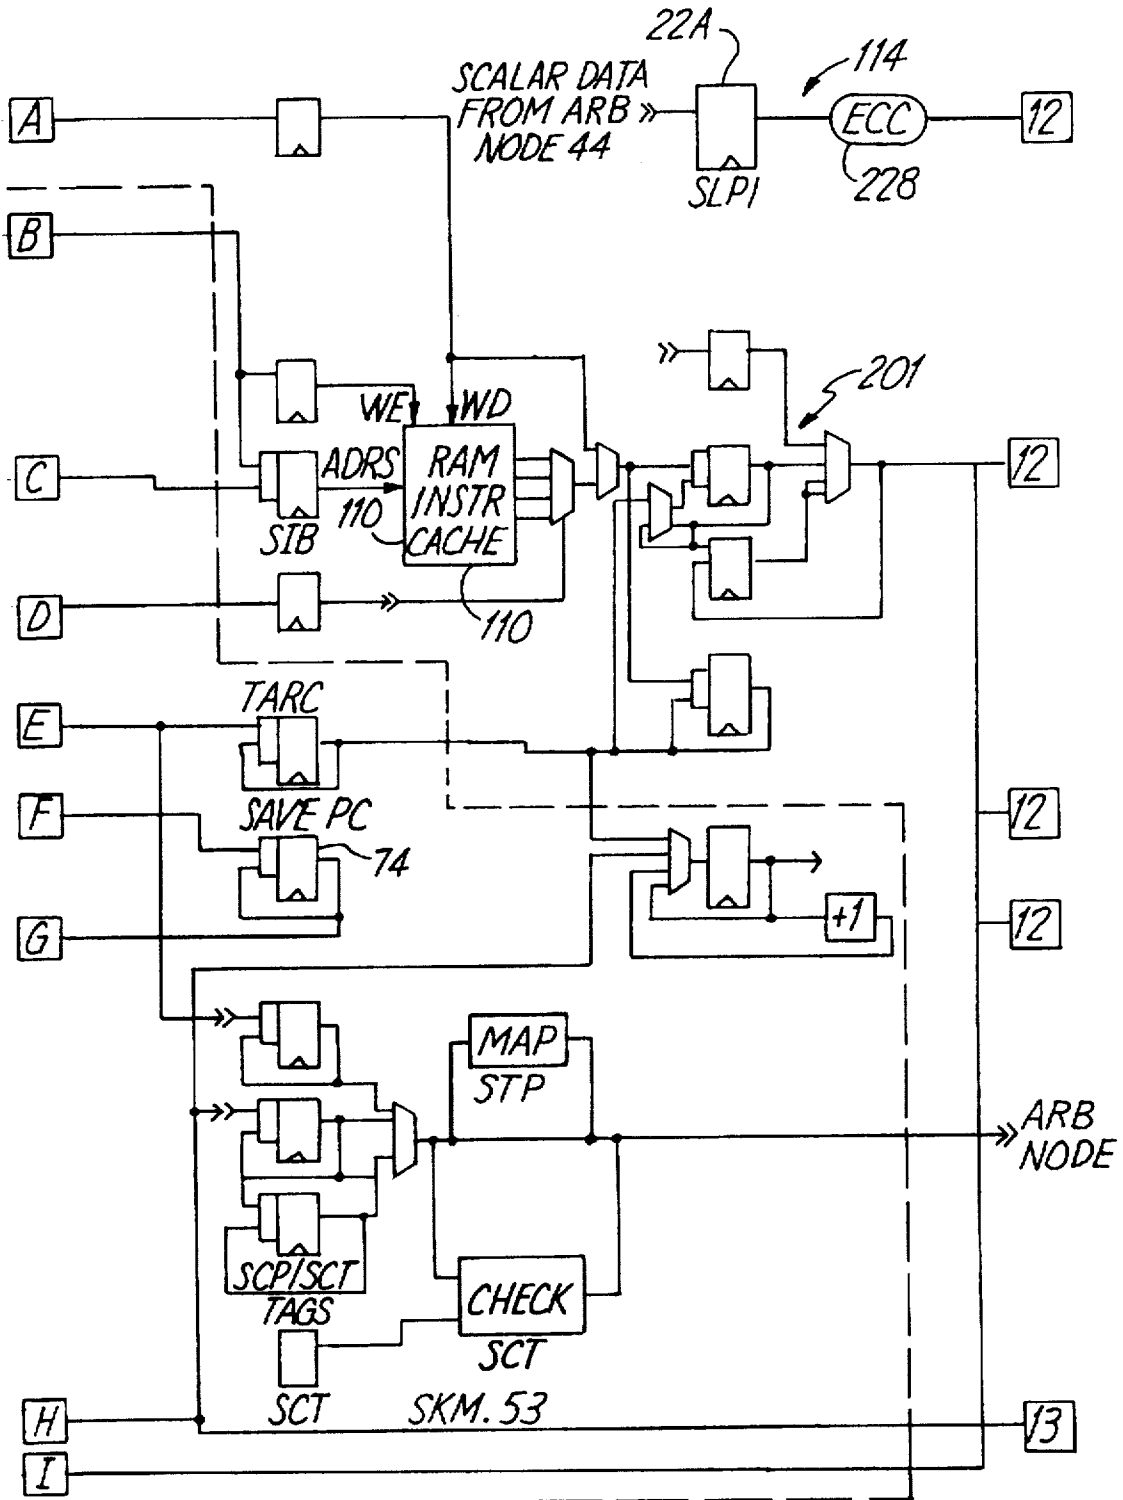 22A
114
SCALAR DATA
FROM ARB
NODE 44
A
ECC
12
SLPI
228
B
201
WE
WD
C
ADRS
RAM
INSTR
CACHE
12
110
SIB
D
110
TARC
E
F
SAVE PC
74
12
G
+1
12
MAP
STP
ARB
NODE
SCP/SCT
TAGS
CHECK
SCT
SCT
SKM. 53
H
13
I